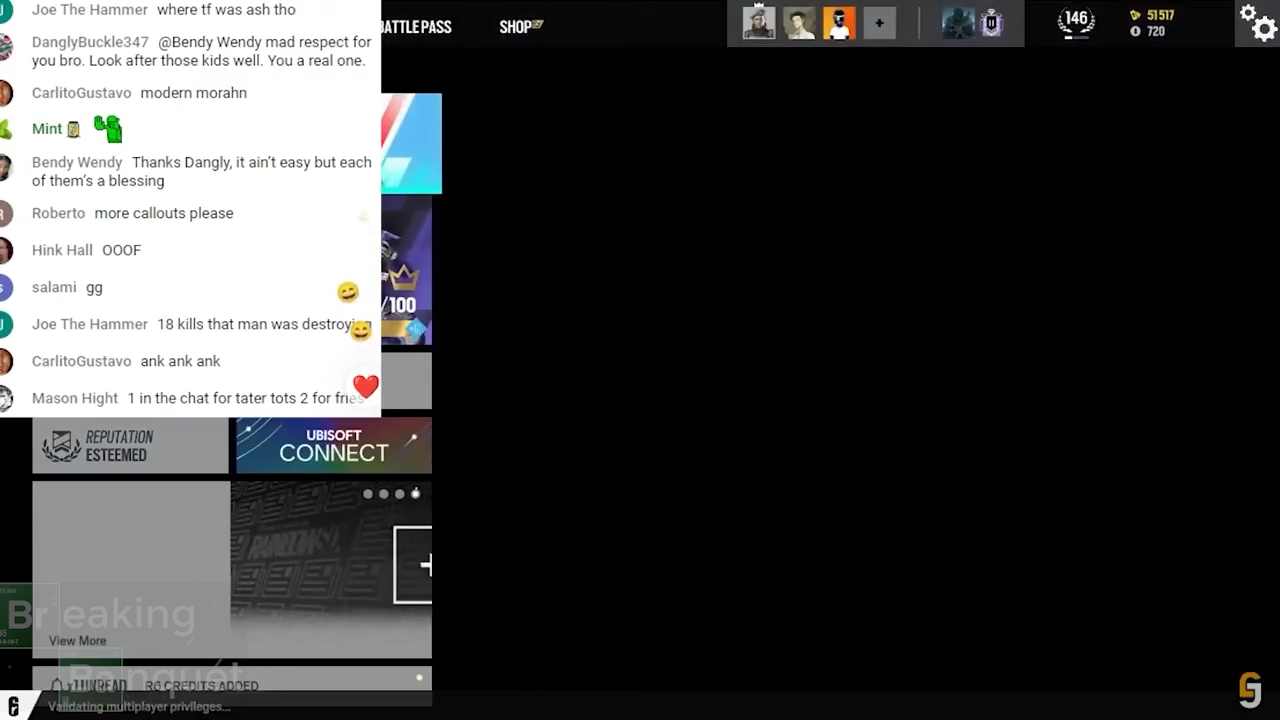 Joe The Hammer where tf was ash tho
DanglyBuckle347 @Bendy Wendy mad respect for
you bro. Look after those kids well. You a real one.
CarlitoGustavo modern morahn
Mint
Bendy Wendy Thanks Dangly, it ain't easy but each
of them's a blessing
Roberto more callouts please
Hink Hall OOOF
salami gg
Joe The Hammer 18 kills that man was destroying
CarlitoGustavo ank ank ank
Mason Hight 1 in the chat for tater tots 2 for fries
BATTLE PASS
SHOP
146
51517
720
/100
REPUTATION
ESTEEMED
UBISOFT
CONNECT
Breaking
View More
Banquét
R6 CREDITS ADDED
Validating multiplayer privileges...